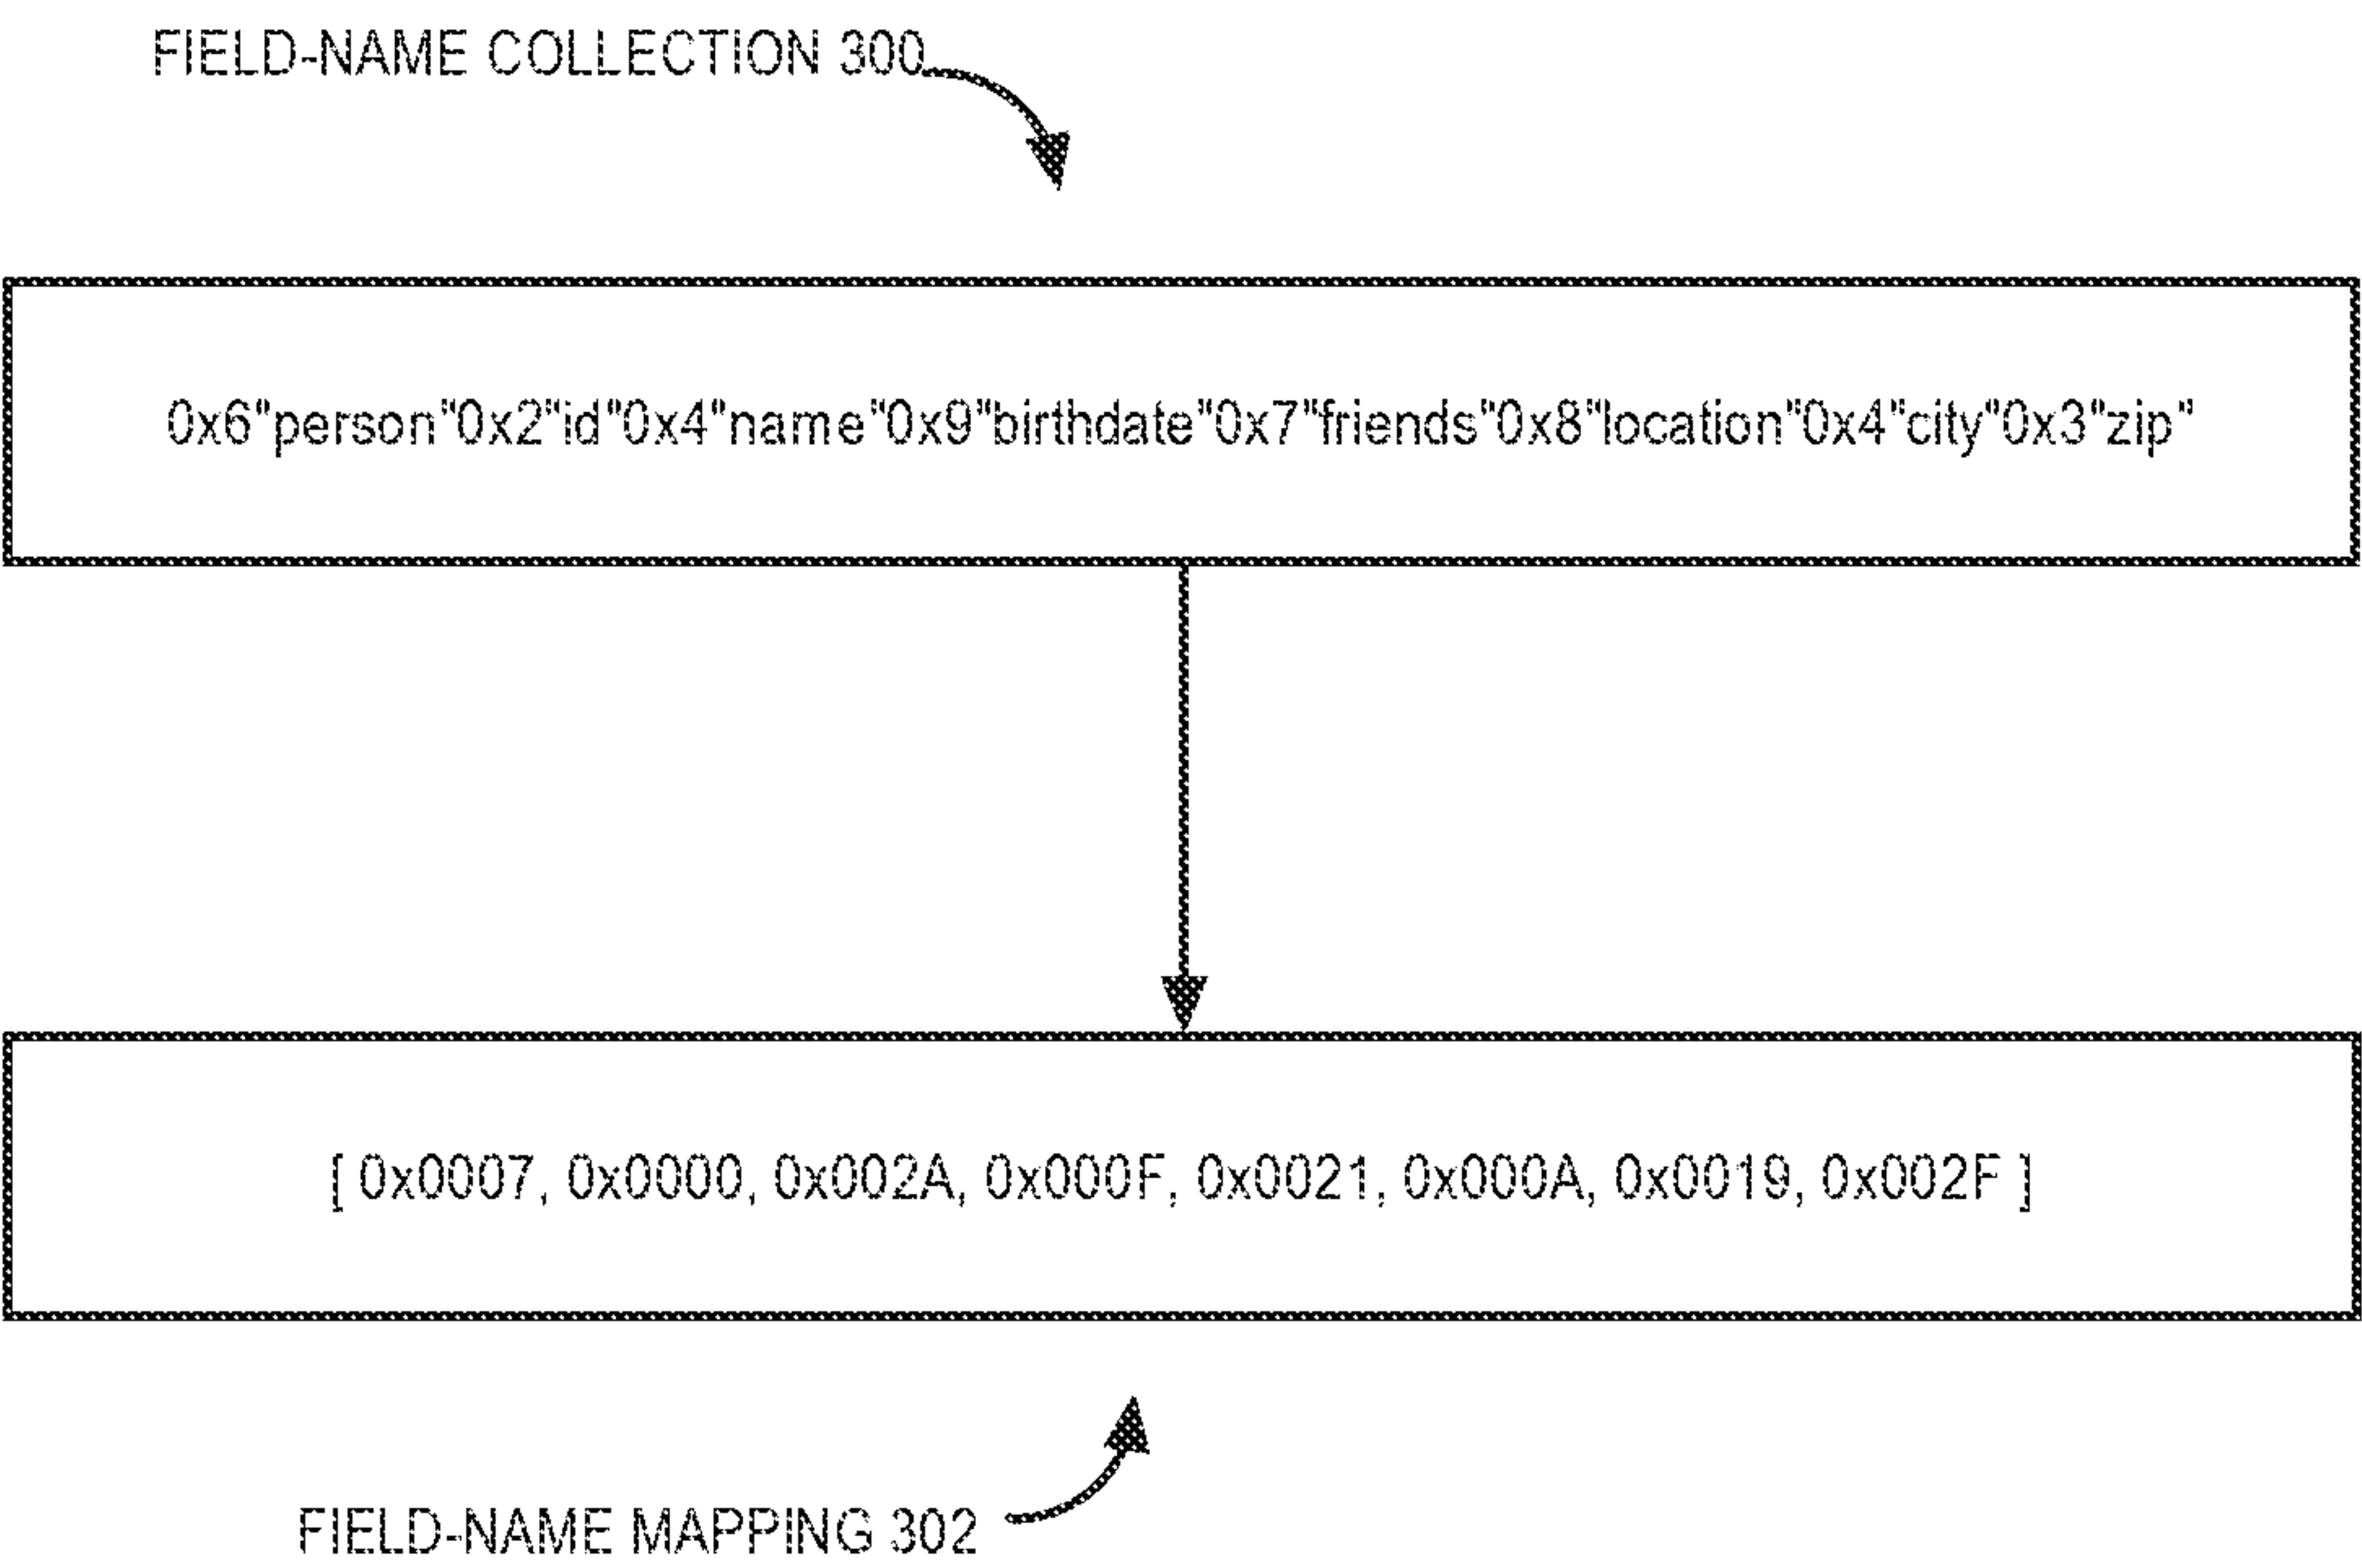 FIELD-NAME COLLECTION 300
0x6"person"0x2"id"0x4"name"0x9"birthdate"0x7"friends"0x8"location"0x4"city"0x3"zip"
[ 0x0007, 0x0000, 0x002A, 0x000F, 0x0021, 0x000A, 0x0019, 0x002F ]
FIELD-NAME MAPPING 302